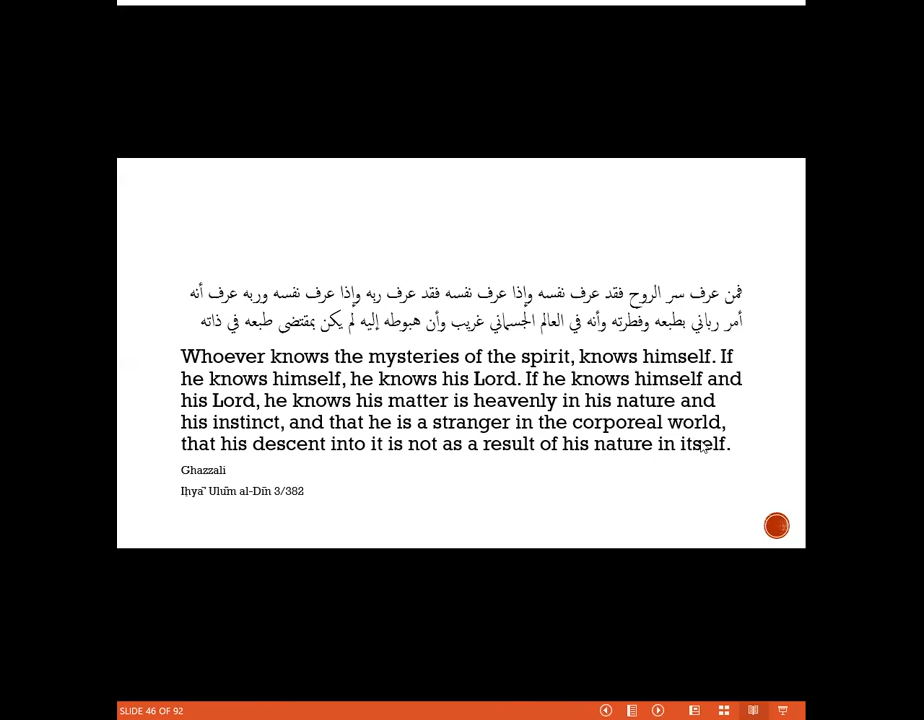 فمن عرف سر الروح فقد عرف نفسه وإذا عرف نفسه فقد عرف ربه وإذا عرف نفسه وربه عرف أنه
أمر رباني بطبعه وفطرته وأنه في العالم الجسماني غريب وأن هبوطه إليه لم يكن بمقتضى طبعه في ذاته
Whoever knows the mysteries of the spirit, knows himself. If
he knows himself, he knows his Lord. If he knows himself and
his Lord, he knows his matter is heavenly in his nature and
his instinct, and that he is a stranger in the corporeal world,
that his descent into it is not as a result of his nature in itself.
Ghazzali
Iḥyāʾ Ulūm al-Dīn 3/382
SLIDE 46 OF 92